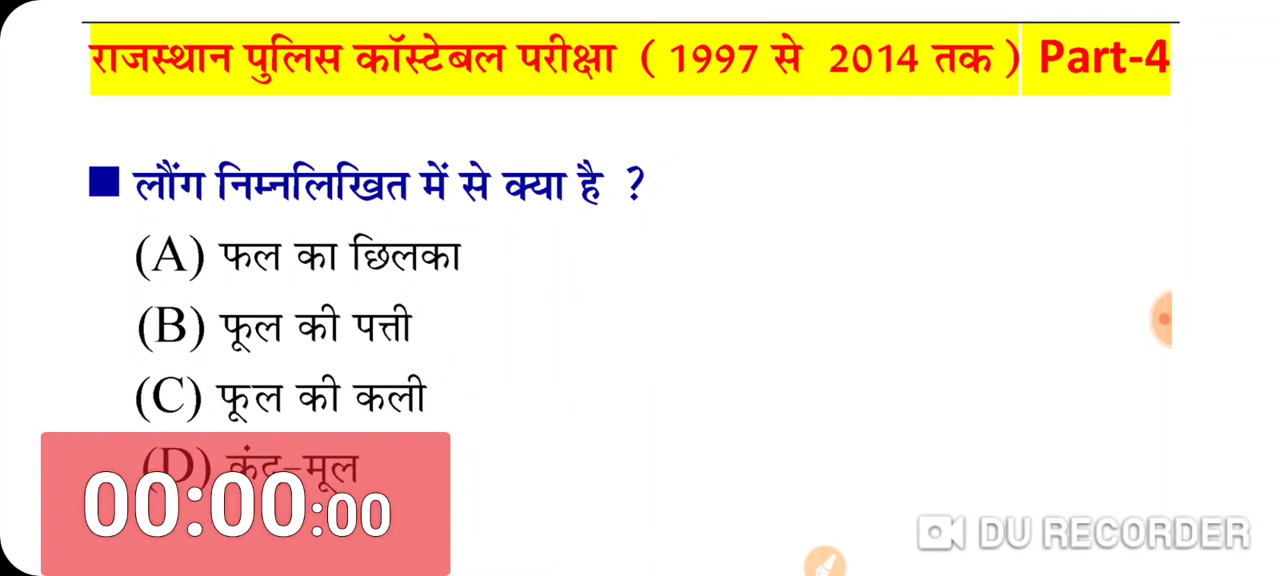 राजस्थान पुलिस कॉस्टेबल परीक्षा ( 1997 से 2014 तक ) Part-4
लौंग निम्नलिखित में से क्या है ?
(A) फल का छिलका
(B) फूल की पत्ती
(C) फूल की कली
(D) कंद-मूल
00:00:00
DU RECORDER